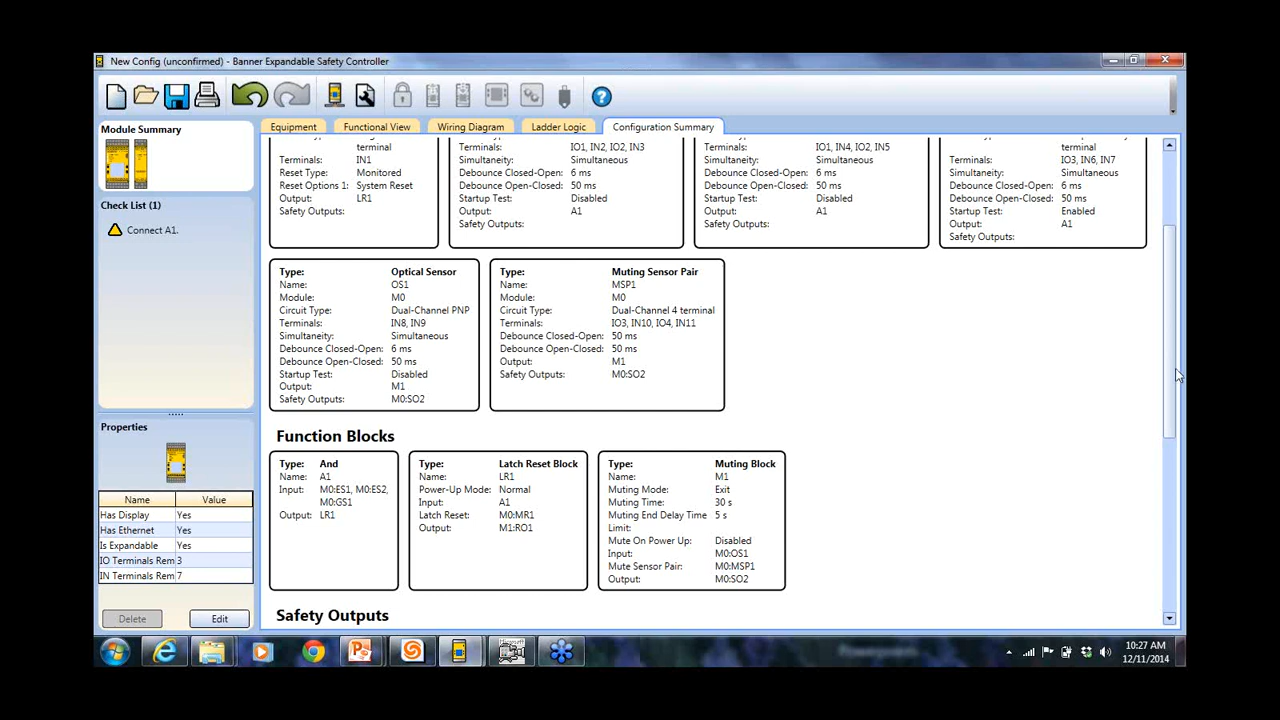 New Config (unconfirmed) - Banner Expandable Safety Controller
Module Summary
Equipment Functional View Wiring Diagram Ladder Logic Configuration Summary
Check List (1)
Connect A1.
terminal
Terminals: IN1
Reset Type: Monitored
Reset Options 1: System Reset
Output: LR1
Safety Outputs:
IO1, IN2, IO2, IN3
Simultaneity: Simultaneous
Debounce Closed-Open: 6 ms
Debounce Open-Closed: 50 ms
Startup Test: Disabled
Output: A1
Safety Outputs:
IO1, IN4, IO2, IN5
Simultaneity: Simultaneous
Debounce Closed-Open: 6 ms
Debounce Open-Closed: 50 ms
Startup Test: Disabled
Output: A1
Safety Outputs:
terminal
Terminals: IO3, IN6, IN7
Simultaneity: Simultaneous
Debounce Closed-Open: 6 ms
Debounce Open-Closed: 50 ms
Startup Test: Enabled
Output: A1
Safety Outputs:
Type: Optical Sensor
Name: OS1
Module: M0
Circuit Type: Dual-Channel PNP
Terminals: IN8, IN9
Simultaneity: Simultaneous
Debounce Closed-Open: 6 ms
Debounce Open-Closed: 50 ms
Startup Test: Disabled
Output: M1
Safety Outputs: M0:SO2
Type: Muting Sensor Pair
Name: MSP1
Module: M0
Circuit Type: Dual-Channel 4 terminal
Terminals: IO3, IN10, IO4, IN11
Debounce Closed-Open: 50 ms
Debounce Open-Closed: 50 ms
Output: M1
Safety Outputs: M0:SO2
Function Blocks
Type: And
Name: A1
Input: M0:ES1, M0:ES2,
M0:GS1
Output: LR1
Type: Latch Reset Block
Name: LR1
Power-Up Mode: Normal
Input: A1
Latch Reset: M0:MR1
Output: M1:RO1
Type: Muting Block
Name: M1
Muting Mode: Exit
Muting Time: 30 s
Muting End Delay Time 5 s
Limit:
Mute On Power Up: Disabled
Input: M0:OS1
Mute Sensor Pair: M0:MSP1
Output: M0:SO2
Safety Outputs
Properties
Name Value
Has Display Yes
Has Ethernet Yes
Is Expandable Yes
IO Terminals Rem 3
IN Terminals Rem 7
Delete Edit
10:27 AM
12/11/2014